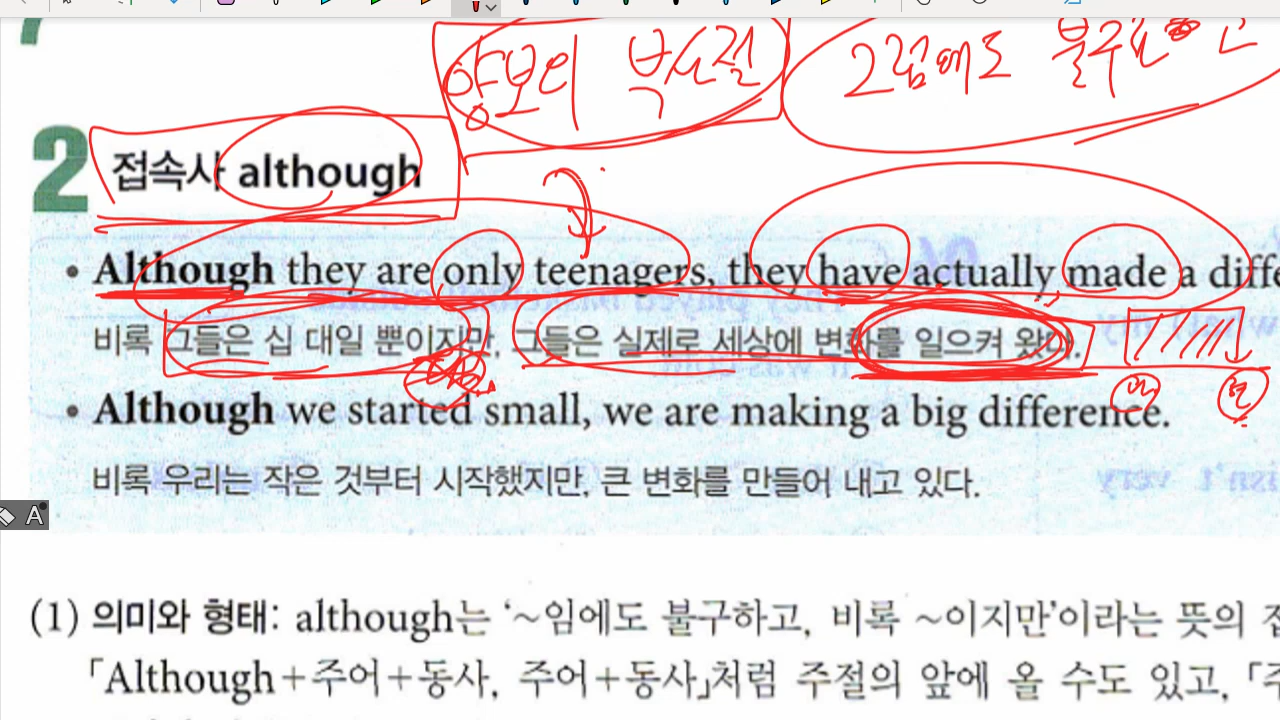 양보의 부사절 그럼에도 불구하고
2 접속사 although
• Although they are only teenagers, they have actually made a diffe
비록 그들은 십 대일 뿐이지만, 그들은 실제로 세상에 변화를 일으켜 왔다.
• Although we started small, we are making a big difference.
비록 우리는 작은 것부터 시작했지만, 큰 변화를 만들어 내고 있다.
A
(1) 의미와 형태: although는 ‘~임에도 불구하고, 비록 ~이지만’이라는 뜻의 접
「Although+주어+동사, 주어+동사」처럼 주절의 앞에 올 수도 있고, 「주